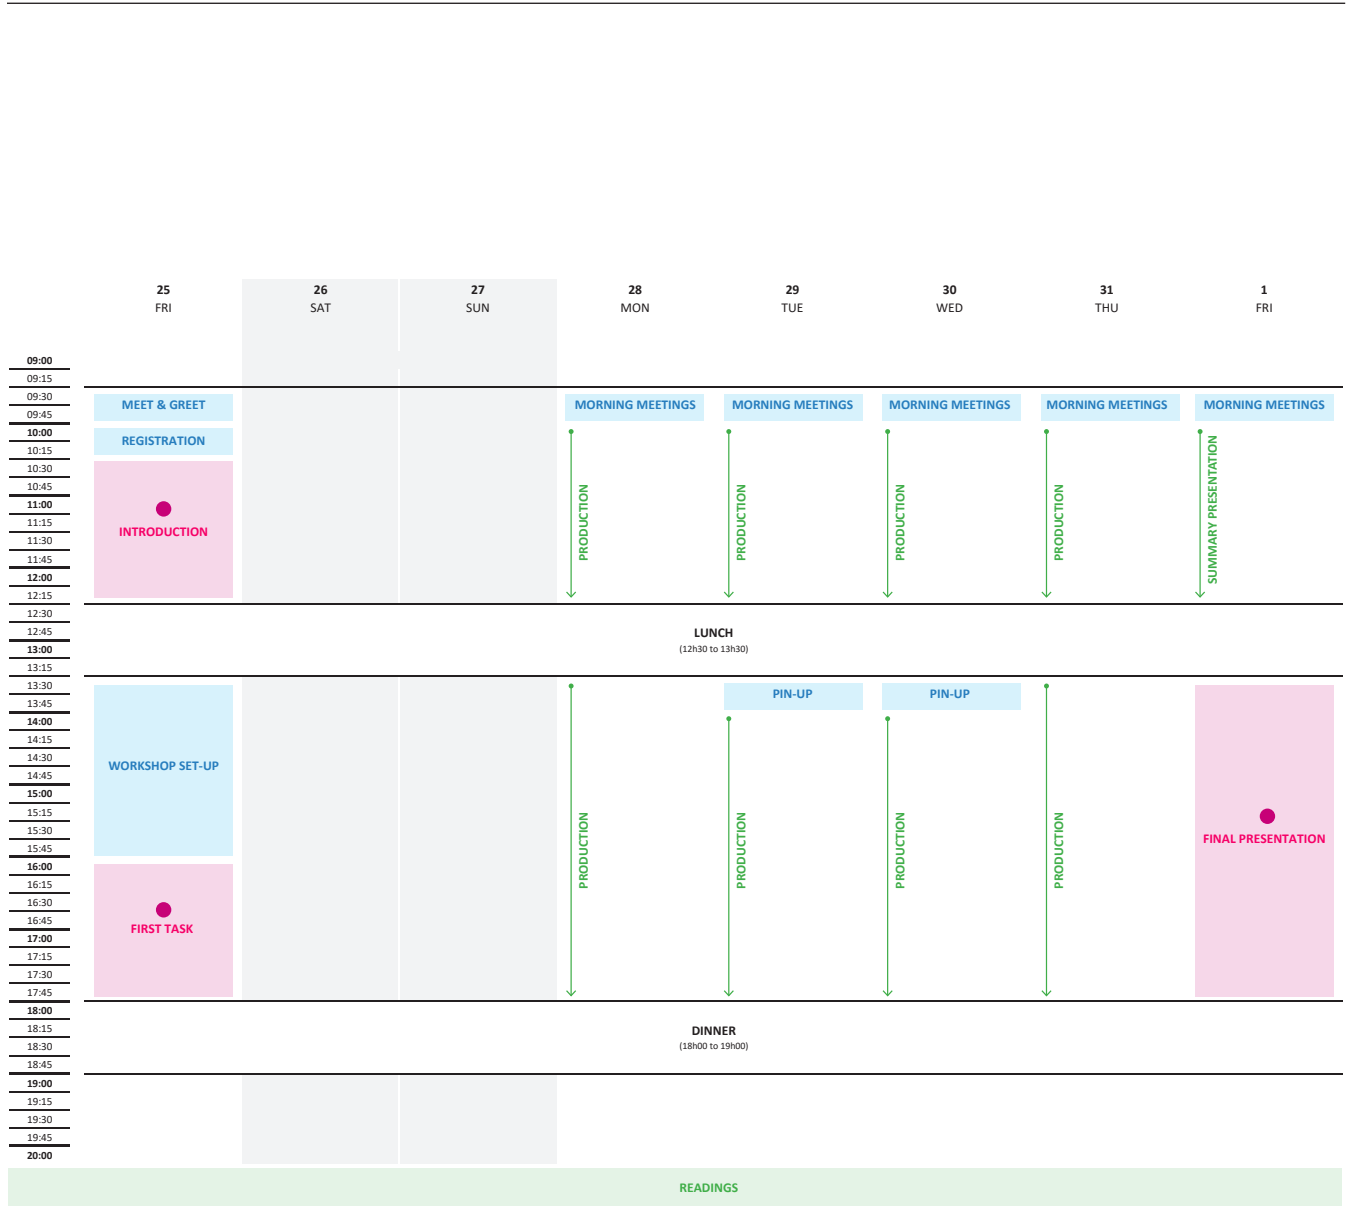 25 26 27 28 29 30 31 1
FRI SAT SUN MON TUE WED THU FRI
09:00
09:15
09:30
MEET & GREET MORNING MEETINGS MORNING MEETINGS MORNING MEETINGS MORNING MEETINGS MORNING MEETINGS
09:45
10:00
REGISTRATION
10:15
10:30
10:45
11:00
11:15
INTRODUCTION
11:30
11:45
12:00
12:15
PRODUCTION
PRODUCTION
PRODUCTION
PRODUCTION
SUMMARY PRESENTATION
12:30
12:45
LUNCH
13:00
(12h30 to 13h30)
13:15
13:30
PIN-UP PIN-UP
13:45
14:00
14:15
14:30
WORKSHOP SET-UP
14:45
15:00
15:15
15:30
FINAL PRESENTATION
15:45
16:00
16:15
16:30
16:45
FIRST TASK
17:00
17:15
17:30
17:45
PRODUCTION
PRODUCTION
PRODUCTION
PRODUCTION
18:00
18:15
DINNER
18:30
(18h00 to 19h00)
18:45
19:00
19:15
19:30
19:45
20:00
READINGS